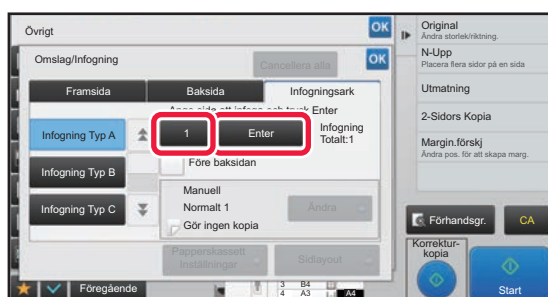 Övrigt
OK
Omslag/Infogning
Cancellera alla
OK
Framsida
Baksida
Infogningsark
Ange sida att infoga och tryck Enter
Infogning Typ A
1
Enter
Infogning
Totalt:1
Före baksidan
Infogning Typ B
Manuell
Normalt 1
Gör ingen kopia
Ändra
Infogning Typ C
Papperskassett
Inställningar
Sidlayout
Föregående
3 B4
4 A3
A4
Original
Ändra storlek/riktning.
N-Upp
Placera flera sidor på en sida
Utmatning
2-Sidors Kopia
Margin.förskj
Ändra pos. för att skapa marg.
Förhandsgr.
CA
Korrektur-
kopia
Start